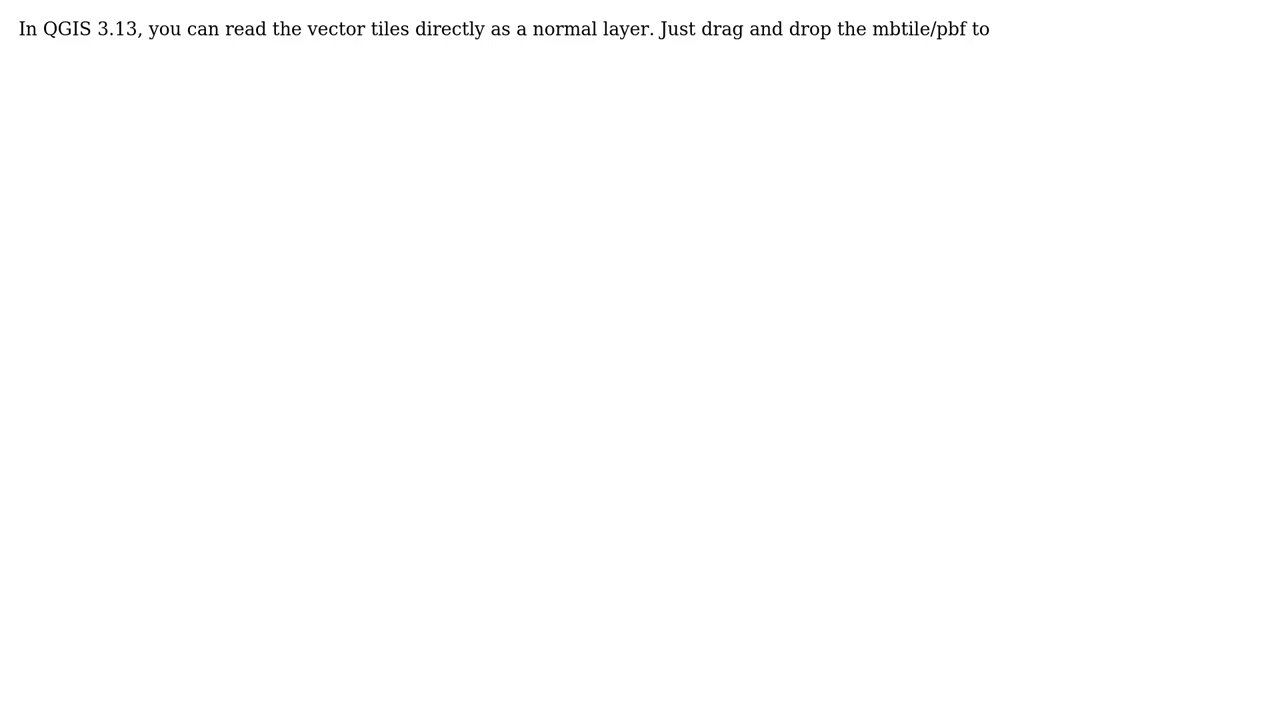 In QGIS 3.13, you can read the vector tiles directly as a normal layer. Just drag and drop the mbtile/pbf to